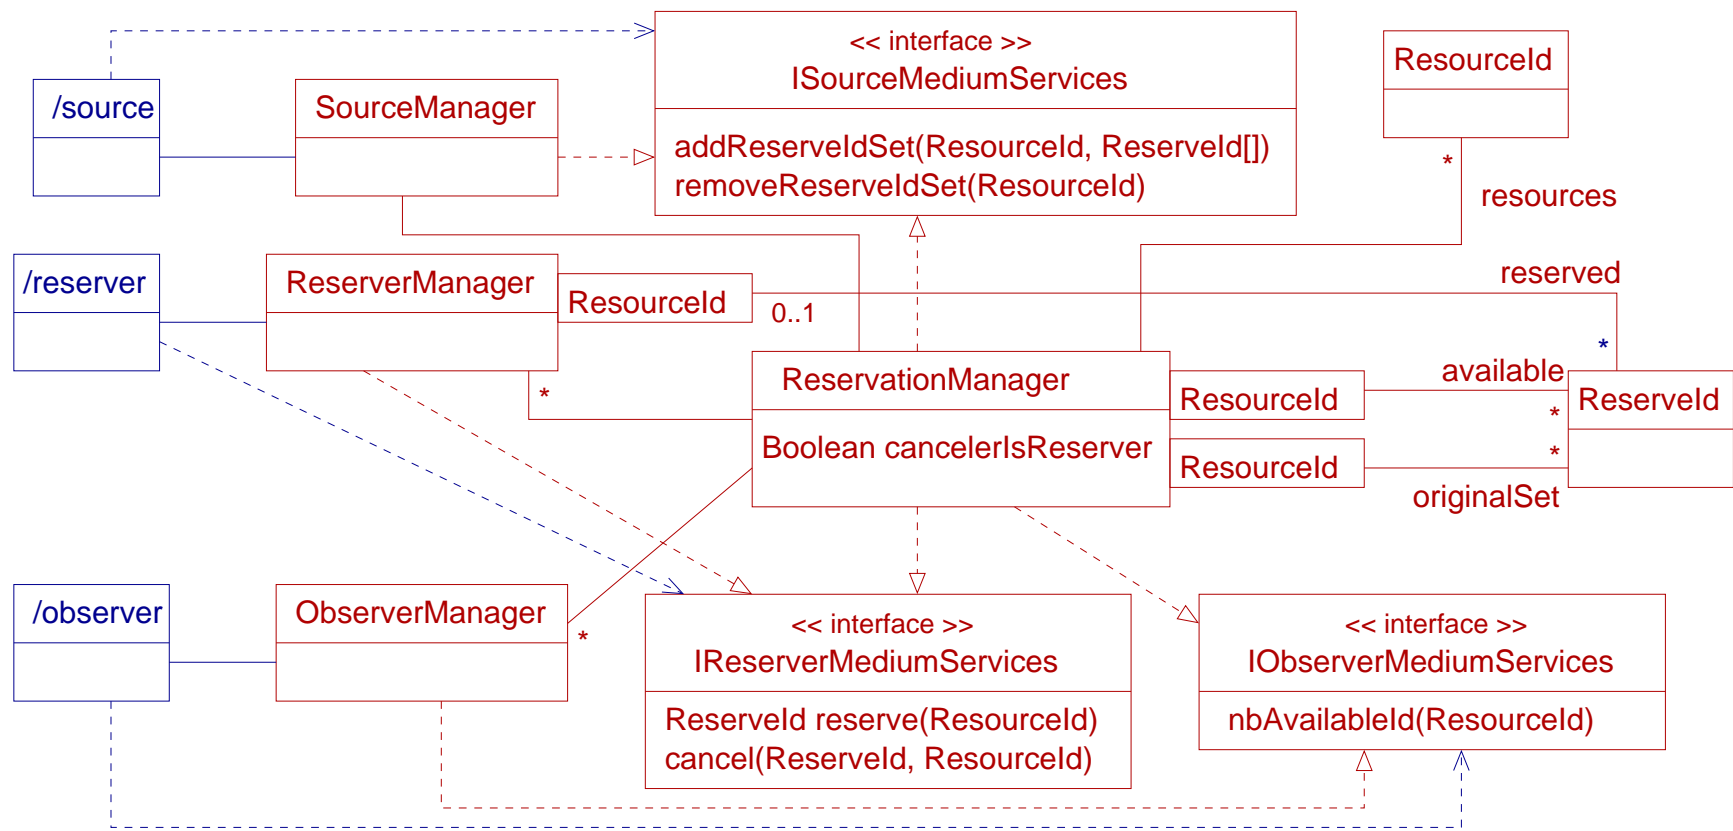 << interface >>
ISourceMediumServices
addReserveIdSet(ResourceId, ReserveId[])
removeReserveIdSet(ResourceId)
ResourceId
*
resources
/source
SourceManager
/reserver
ReserverManager
ResourceId
0..1
reserved
*
*
ReservationManager
Boolean cancelerIsReserver
ResourceId
available
*
ResourceId
*
originalSet
ReserveId
/observer
ObserverManager
*
<< interface >>
IReserverMediumServices
ReserveId reserve(ResourceId)
cancel(ReserveId, ResourceId)
<< interface >>
IObserverMediumServices
nbAvailableId(ResourceId)